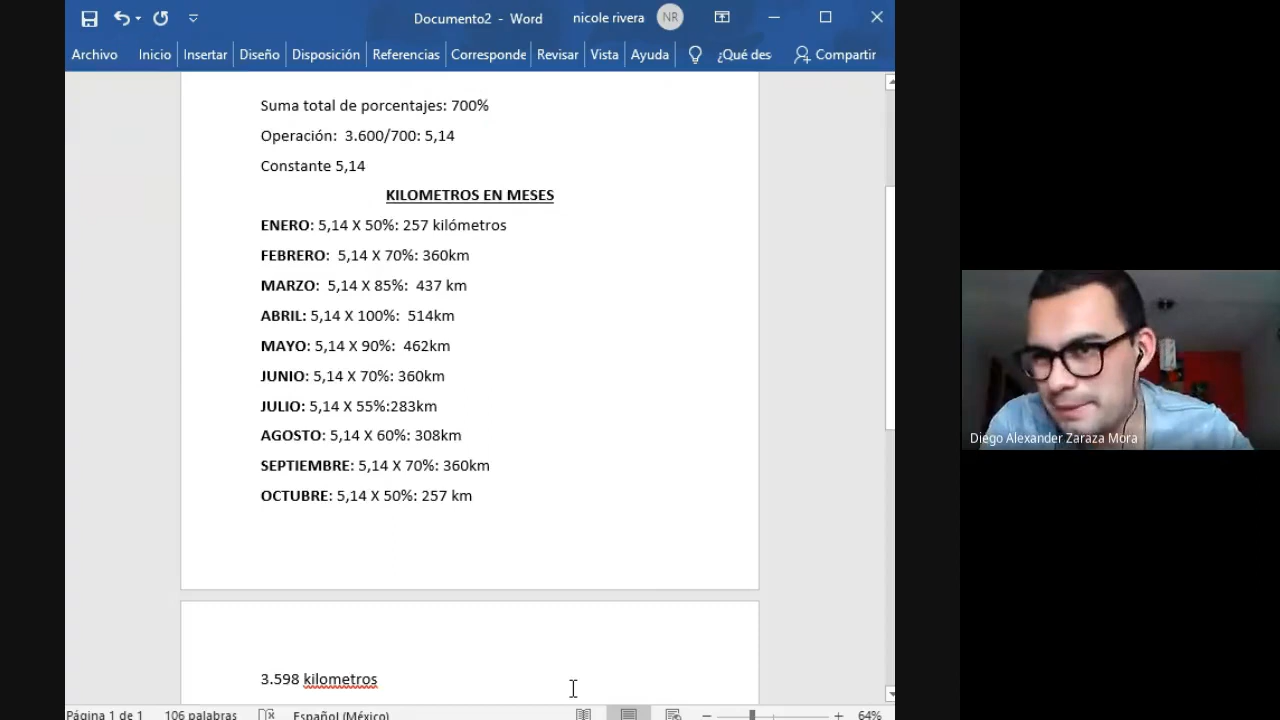 Documento2 - Word
nicole rivera
NR
Archivo Inicio Insertar Diseño Disposición Referencias Corresponde Revisar Vista Ayuda ¿Qué des Compartir
Suma total de porcentajes: 700%
Operación: 3.600/700: 5,14
Constante 5,14
KILOMETROS EN MESES
ENERO: 5,14 X 50%: 257 kilómetros
FEBRERO: 5,14 X 70%: 360km
MARZO: 5,14 X 85%: 437 km
ABRIL: 5,14 X 100%: 514km
MAYO: 5,14 X 90%: 462km
JUNIO: 5,14 X 70%: 360km
JULIO: 5,14 X 55%:283km
AGOSTO: 5,14 X 60%: 308km
SEPTIEMBRE: 5,14 X 70%: 360km
OCTUBRE: 5,14 X 50%: 257 km
Diego Alexander Zaraza Mora
3.598 kilometros
Página 1 de 1 106 palabras Español (México) 64%